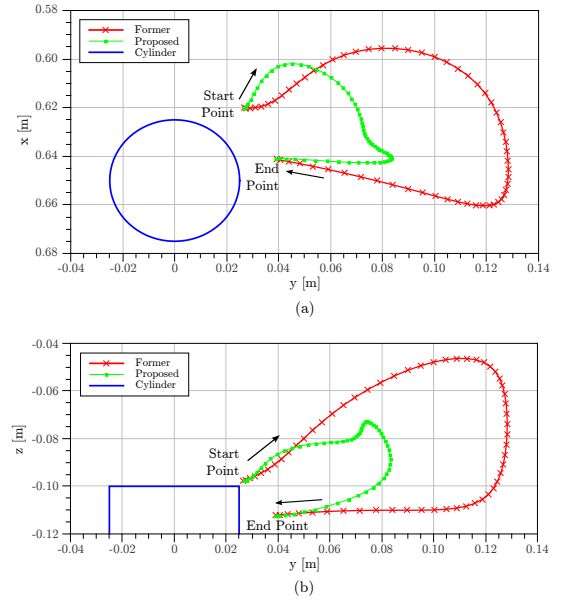 0.58
0.60
0.62
0.64
0.66
0.68
x [m]
Former
Proposed
Cylinder
Start
Point
End
Point
-0.04 -0.02 0 0.02 0.04 0.06 0.08 0.10 0.12 0.14
y [m]
(a)
-0.04
-0.06
-0.08
-0.10
-0.12
z [m]
Former
Proposed
Cylinder
Start
Point
End Point
-0.04 -0.02 0 0.02 0.04 0.06 0.08 0.10 0.12 0.14
y [m]
(b)